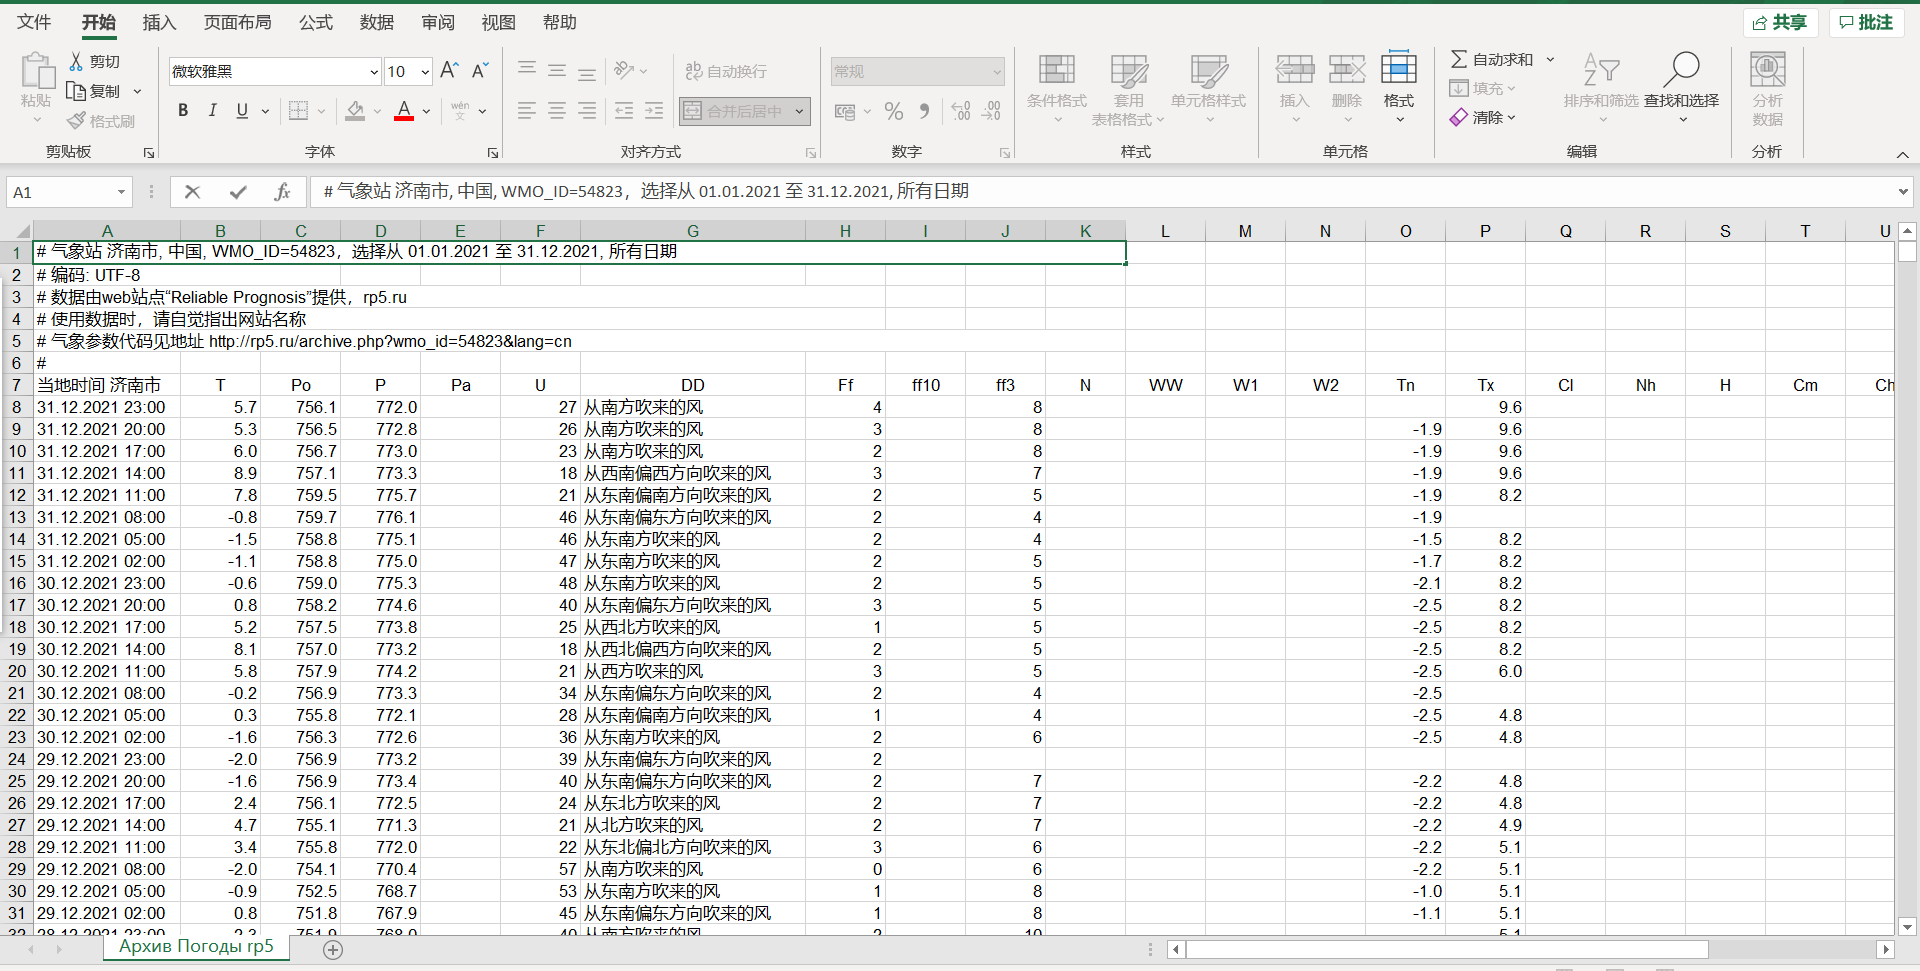 文件 开始 插入 页面布局 公式 数据 审阅 视图 帮助 共享 批注
粘贴 剪切 复制 格式刷 剪贴板
微软雅黑 10 A A B I U A wén 文 字体
ab 自动换行 合并后居中 对齐方式
常规 % 数字
条件格式 套用 表格格式 单元格样式 样式
插入 删除 格式 单元格
自动求和 填充 清除 排序和筛选 查找和选择 编辑
分析 数据 分析
A1 fx # 气象站 济南市, 中国, WMO_ID=54823，选择从 01.01.2021 至 31.12.2021, 所有日期
A B C D E F G H I J K L M N O P Q R S T U
1 # 气象站 济南市, 中国, WMO_ID=54823，选择从 01.01.2021 至 31.12.2021, 所有日期
2 # 编码: UTF-8
3 # 数据由web站点“Reliable Prognosis”提供，rp5.ru
4 # 使用数据时，请自觉指出网站名称
5 # 气象参数代码见地址 http://rp5.ru/archive.php?wmo_id=54823&lang=cn
6 #
7 当地时间 济南市 T Po P Pa U DD Ff ff10 ff3 N WW W1 W2 Tn Tx Cl Nh H Cm Ch
8 31.12.2021 23:00 5.7 756.1 772.0 27 从南方吹来的风 4 8 9.6
9 31.12.2021 20:00 5.3 756.5 772.8 26 从南方吹来的风 3 8 -1.9 9.6
10 31.12.2021 17:00 6.0 756.7 773.0 23 从南方吹来的风 2 8 -1.9 9.6
11 31.12.2021 14:00 8.9 757.1 773.3 18 从西南偏西方向吹来的风 3 7 -1.9 9.6
12 31.12.2021 11:00 7.8 759.5 775.7 21 从东南偏南方向吹来的风 2 5 -1.9 8.2
13 31.12.2021 08:00 -0.8 759.7 776.1 46 从东南偏东方向吹来的风 2 4 -1.9
14 31.12.2021 05:00 -1.5 758.8 775.1 46 从东南方吹来的风 2 4 -1.5 8.2
15 31.12.2021 02:00 -1.1 758.8 775.0 47 从东南方吹来的风 2 5 -1.7 8.2
16 30.12.2021 23:00 -0.6 759.0 775.3 48 从东南方吹来的风 2 5 -2.1 8.2
17 30.12.2021 20:00 0.8 758.2 774.6 40 从东南偏东方向吹来的风 3 5 -2.5 8.2
18 30.12.2021 17:00 5.2 757.5 773.8 25 从西北方吹来的风 1 5 -2.5 8.2
19 30.12.2021 14:00 8.1 757.0 773.2 18 从西北偏西方向吹来的风 2 5 -2.5 8.2
20 30.12.2021 11:00 5.8 757.9 774.2 21 从西方吹来的风 3 5 -2.5 6.0
21 30.12.2021 08:00 -0.2 756.9 773.3 34 从东南偏东方向吹来的风 2 4 -2.5
22 30.12.2021 05:00 0.3 755.8 772.1 28 从东南偏南方向吹来的风 1 4 -2.5 4.8
23 30.12.2021 02:00 -1.6 756.3 772.6 36 从东南方吹来的风 2 6 -2.5 4.8
24 29.12.2021 23:00 -2.0 756.9 773.2 39 从东南偏东方向吹来的风 2
25 29.12.2021 20:00 -1.6 756.9 773.4 40 从东南偏东方向吹来的风 2 7 -2.2 4.8
26 29.12.2021 17:00 2.4 756.1 772.5 24 从东北方吹来的风 2 7 -2.2 4.8
27 29.12.2021 14:00 4.7 755.1 771.3 21 从北方吹来的风 2 7 -2.2 4.9
28 29.12.2021 11:00 3.4 755.8 772.0 22 从东北偏北方向吹来的风 3 6 -2.2 5.1
29 29.12.2021 08:00 -2.0 754.1 770.4 57 从南方吹来的风 0 6 -2.2 5.1
30 29.12.2021 05:00 -0.9 752.5 768.7 53 从东南方吹来的风 1 8 -1.0 5.1
31 29.12.2021 02:00 0.8 751.8 767.9 45 从东南偏东方向吹来的风 1 8 -1.1 5.1
Архив Погоды rp5